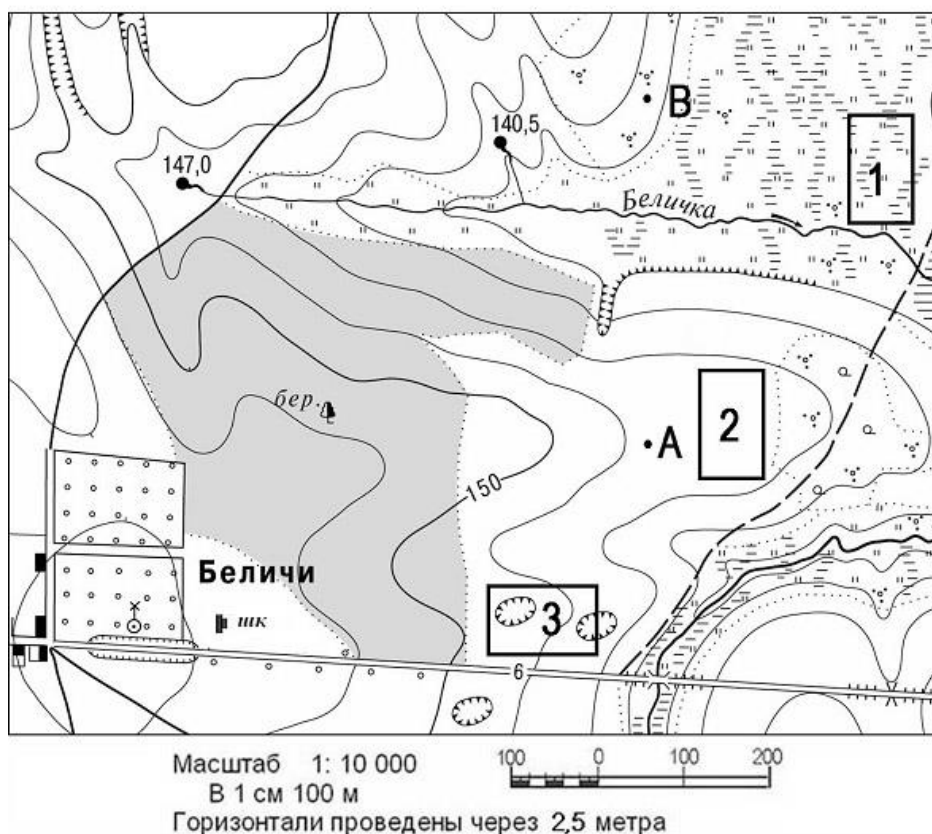 В
140,5
147,0
1
Беличка
бер.
А
2
150
Беличи
шк
3
6
Масштаб 1: 10 000
100 0 100 200
В 1 см 100 м
Горизонтали проведены через 2,5 метра